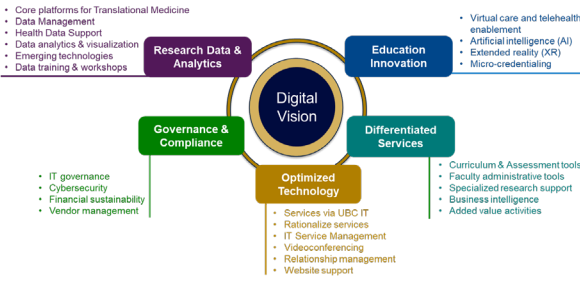 • Core platforms for Translational Medicine
• Data Management
• Health Data Support
• Data analytics & visualization
• Emerging technologies
• Data training & workshops
Research Data &
Analytics
Education
Innovation
• Virtual care and telehealth
enablement
• Artificial intelligence (AI)
• Extended reality (XR)
• Micro-credentialing
Digital
Vision
Governance &
Compliance
• IT governance
• Cybersecurity
• Financial sustainability
• Vendor management
Optimized
Technology
• Services via UBC IT
• Rationalize services
• IT Service Management
• Videoconferencing
• Relationship management
• Website support
Differentiated
Services
• Curriculum & Assessment tools
• Faculty administrative tools
• Specialized research support
• Business intelligence
• Added value activities